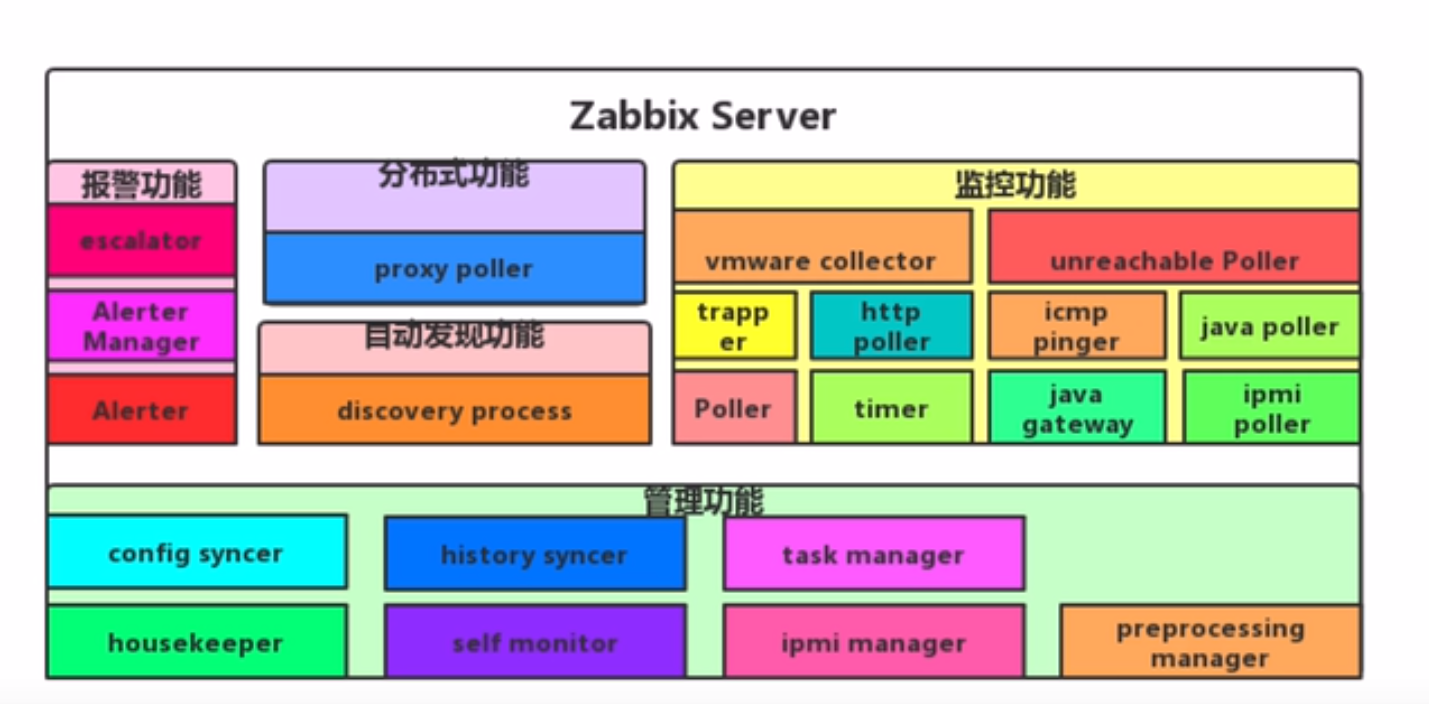 Zabbix Server
报警功能
escalator
Alerter
Manager
Alerter
分布式功能
proxy poller
自动发现功能
discovery process
监控功能
vmware collector
unreachable Poller
trapp
er
http
poller
icmp
pinger
java poller
Poller
timer
java
gateway
ipmi
poller
管理功能
config syncer
history syncer
task manager
housekeeper
self monitor
ipmi manager
preprocessing
manager